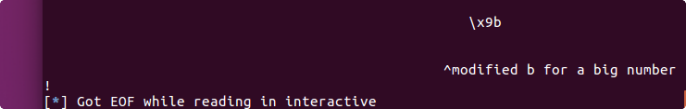 \x9b
^modified b for a big number
!
[*] Got EOF while reading in interactive